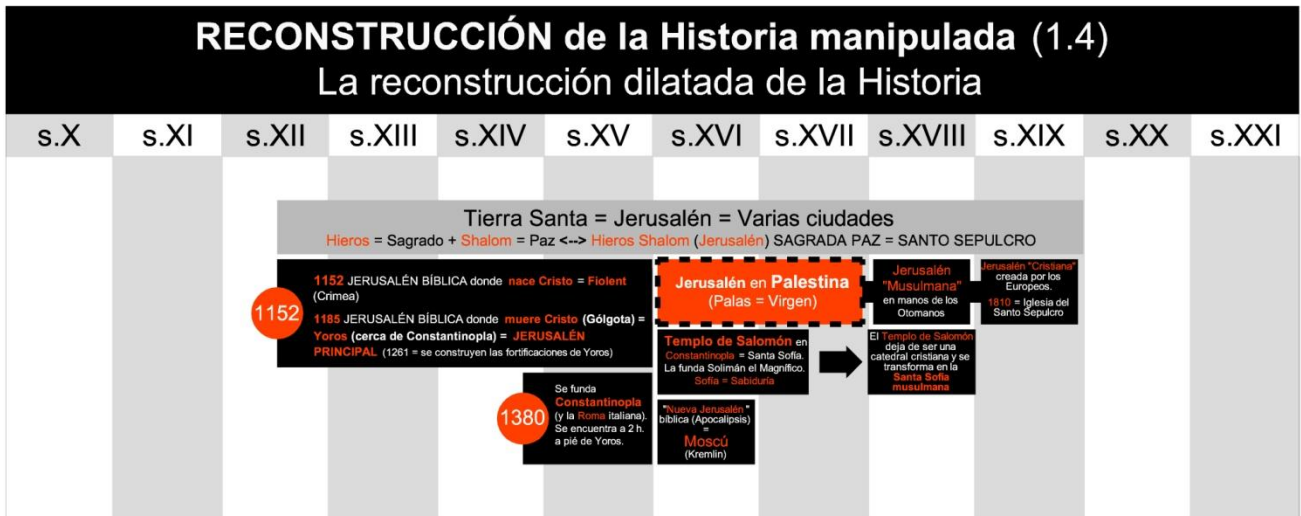 RECONSTRUCCIÓN de la Historia manipulada (1.4)
La reconstrucción dilatada de la Historia
s.X s.XI s.XII s.XIII s.XIV s.XV s.XVI s.XVII s.XVIII s.XIX s.XX s.XXI
Tierra Santa = Jerusalén = Varias ciudades
Hieros = Sagrado + Shalom = Paz <--> Hieros Shalom (Jerusalén) SAGRADA PAZ = SANTO SEPULCRO
1152
1152 JERUSALÉN BÍBLICA donde nace Cristo = Fiolent
(Crimea)
1185 JERUSALÉN BÍBLICA donde muere Cristo (Gólgota) =
Yoros (cerca de Constantinopla) = JERUSALÉN
PRINCIPAL (1261 = se construyen las fortificaciones de Yoros)
Jerusalén en Palestina
(Palas = Virgen)
Jerusalén
"Musulmana"
en manos de los
Otomanos
Jerusalén "Cristiana"
creada por los
Europeos.
1810 = Iglesia del
Santo Sepulcro
Templo de Salomón en
Constantinopla = Santa Sofía.
La funda Solimán el Magnífico.
Sofía = Sabiduría
El Templo de Salomón
deja de ser una
catedral cristiana y se
transforma en la
Santa Sofía
musulmana
1380
Se funda
Constantinopla
(y la Roma italiana).
Se encuentra a 2 h.
a pié de Yoros.
"Nueva Jerusalén"
bíblica (Apocalipsis)
=
Moscú
(Kremlin)